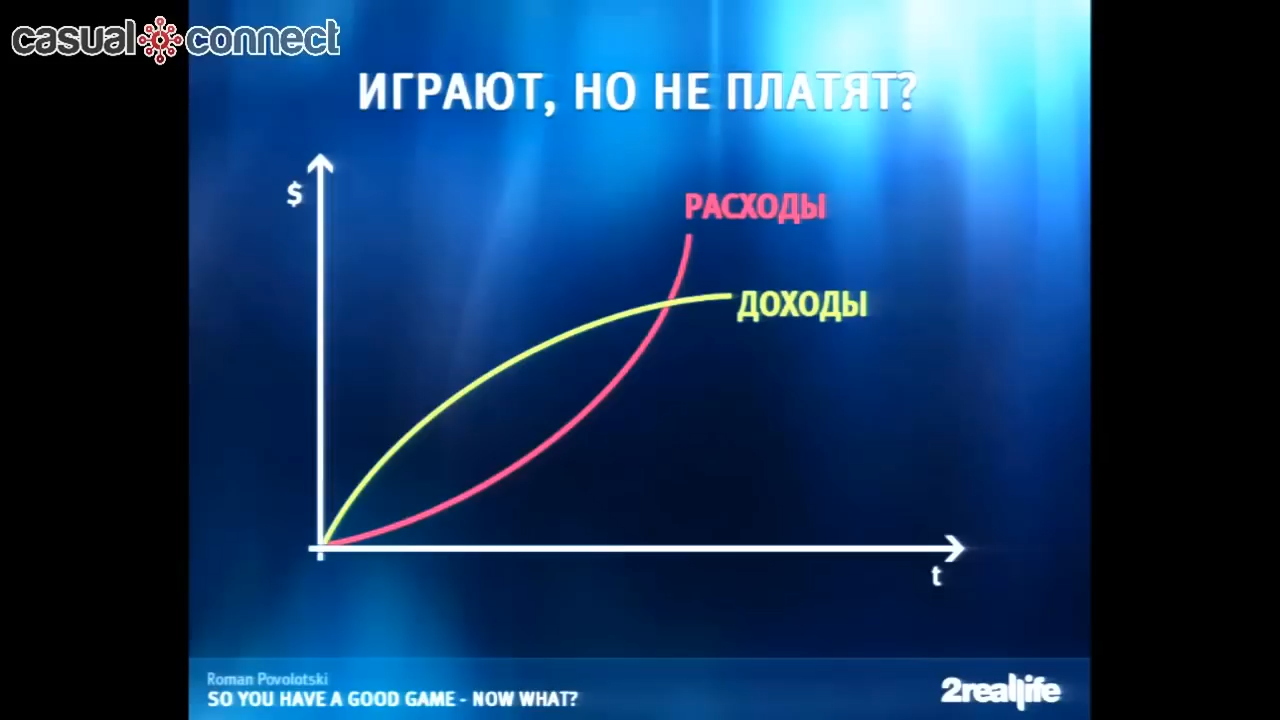 casual connect
ИГРАЮТ, НО НЕ ПЛАТЯТ?
$
РАСХОДЫ
ДОХОДЫ
t
Roman Povolotski
SO YOU HAVE A GOOD GAME - NOW WHAT?
2reallife